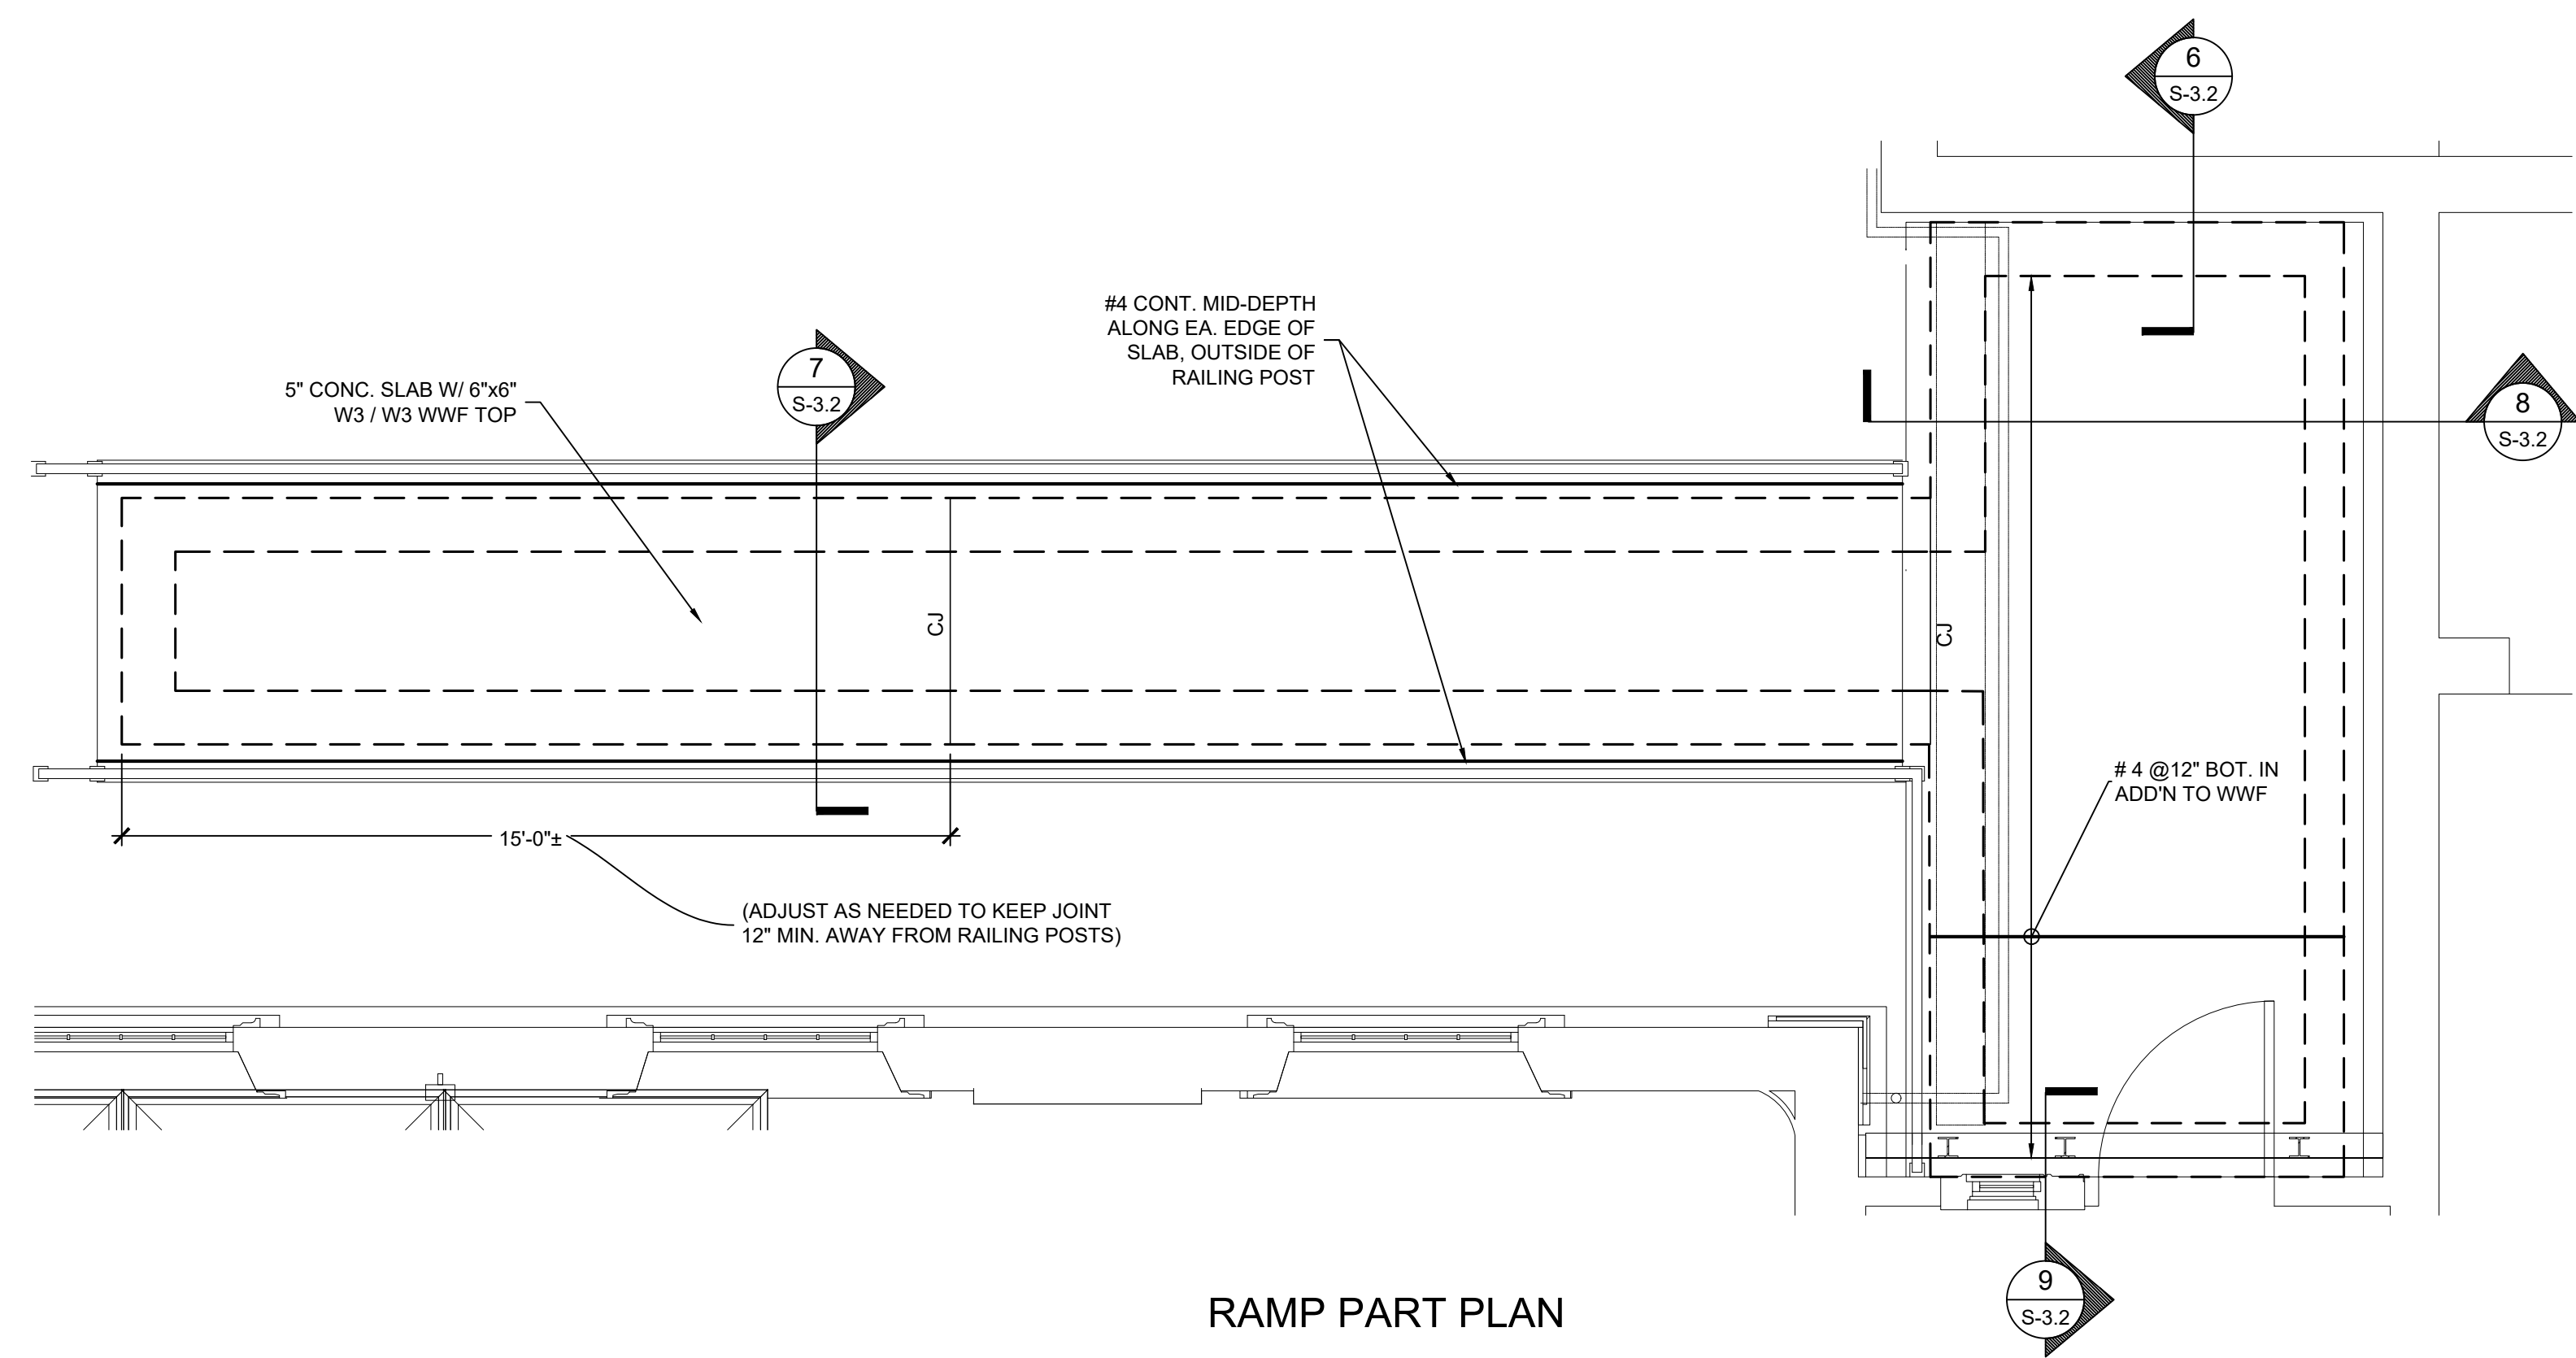 6
S-3.2
#4 CONT. MID-DEPTH
ALONG EA. EDGE OF
SLAB, OUTSIDE OF
RAILING POST
7
S-3.2
5" CONC. SLAB W/ 6"x6"
W3 / W3 WWF TOP
8
S-3.2
CJ
CJ
# 4 @12" BOT. IN
ADD'N TO WWF
15'-0"±
(ADJUST AS NEEDED TO KEEP JOINT
12" MIN. AWAY FROM RAILING POSTS)
9
S-3.2
RAMP PART PLAN